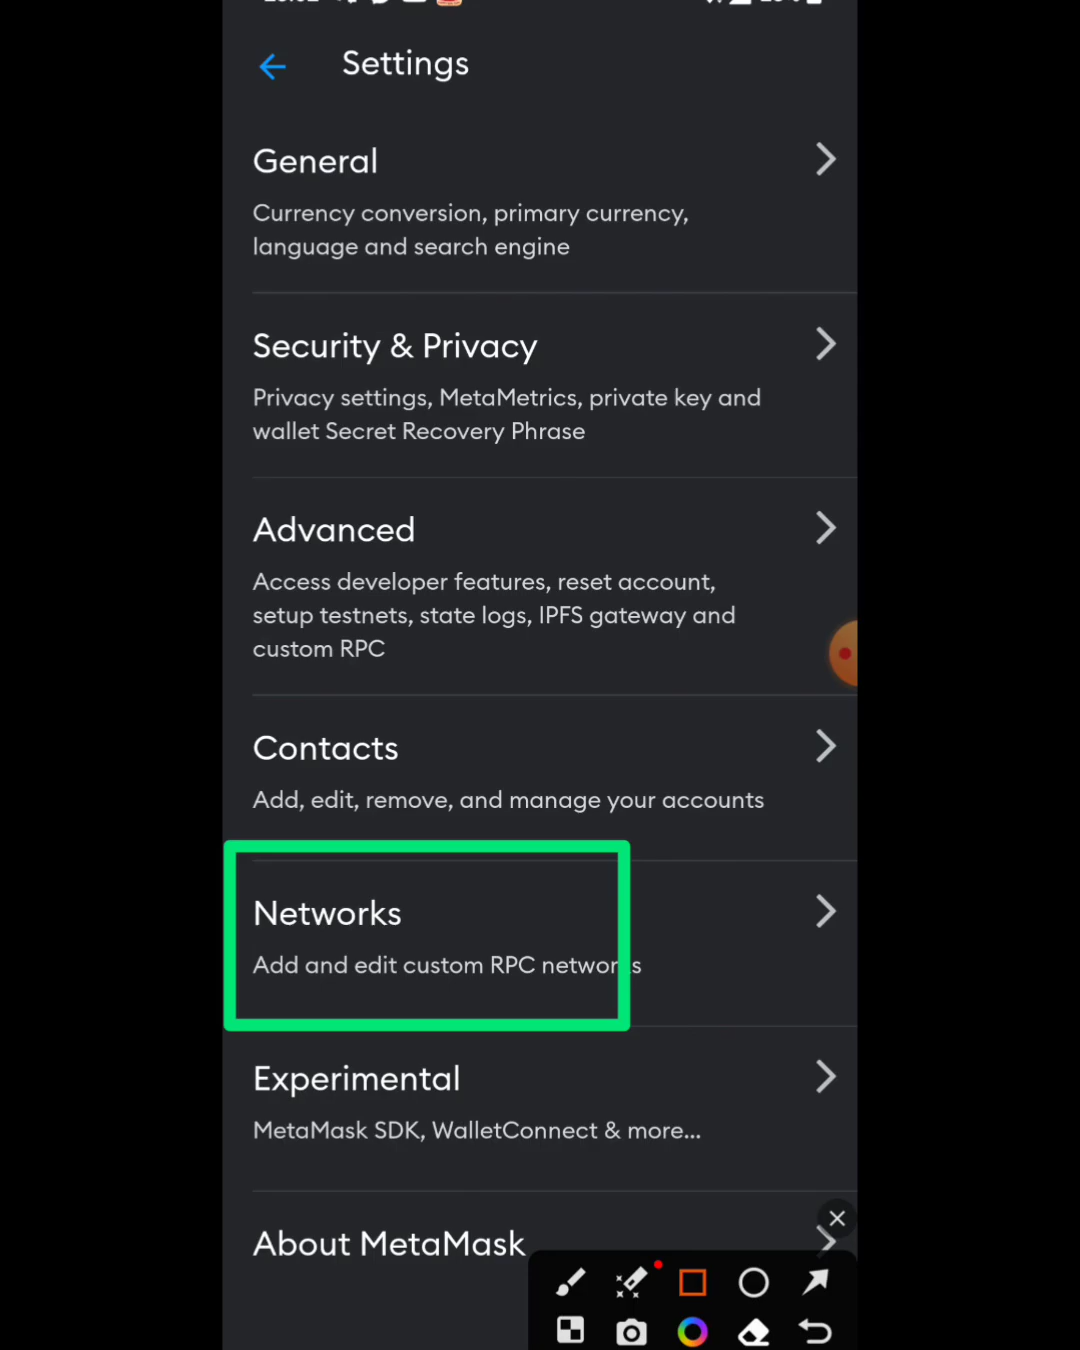 Settings
General
Currency conversion, primary currency,
language and search engine
Security & Privacy
Privacy settings, MetaMetrics, private key and
wallet Secret Recovery Phrase
Advanced
Access developer features, reset account,
setup testnets, state logs, IPFS gateway and
custom RPC
Contacts
Add, edit, remove, and manage your accounts
Networks
Add and edit custom RPC networks
Experimental
MetaMask SDK, WalletConnect & more...
About MetaMask